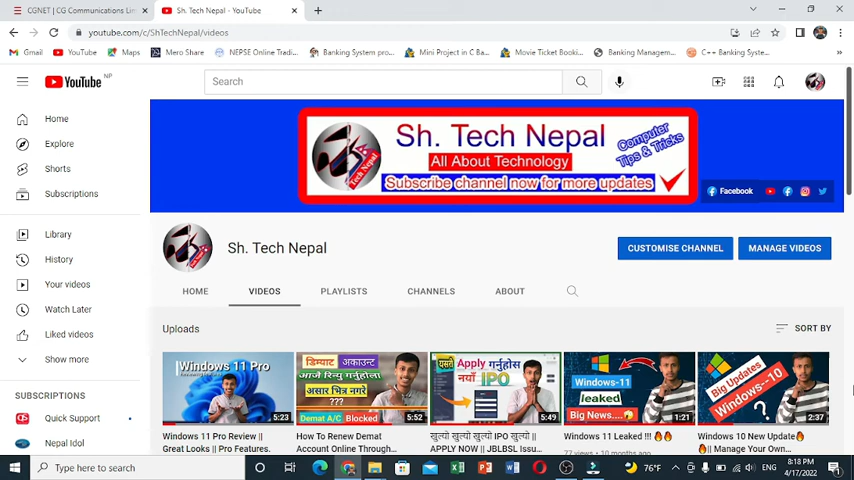 CGNET | CG Communications Lim
Sh. Tech Nepal - YouTube
youtube.com/c/ShTechNepal/videos
Gmail
YouTube
Maps
Mero Share
NEPSE Online Tradi...
Banking System pro...
Mini Project in C Ba...
Movie Ticket Booki...
Banking Managem...
C++ Banking Syste...
YouTube NP
Search
Home
Explore
Shorts
Subscriptions
Library
History
Your videos
Watch Later
Liked videos
Show more
SUBSCRIPTIONS
Quick Support
Nepal Idol
Tech Nepal
Sh. Tech Nepal
All About Technology
Subscribe channel now for more updates
Computer
Tips & Tricks
Facebook
Sh. Tech Nepal
CUSTOMISE CHANNEL
MANAGE VIDEOS
HOME
VIDEOS
PLAYLISTS
CHANNELS
ABOUT
Uploads
SORT BY
Windows 11 Pro
5:23
डिम्याट अकाउन्ट
आजै रिन्यु गर्नुहोला
असार भित्र नगरे
???
Demat A/C Blocked
5:52
यसरी Apply गर्नुहोस्
नयाँ IPO
5:49
Windows-11
leaked
Big News....
1:21
Big Updates
Windows--10
?
2:37
Windows 11 Pro Review ||
Great Looks || Pro Features.
How To Renew Demat
Account Online Through...
खुल्यो खुल्यो खुल्यो IPO खुल्यो ||
APPLY NOW || JBLBSL Issu...
Windows 11 Leaked !!! 🔥🔥
77 views • 10 months ago
Windows 10 New Update🔥
🔥|| Manage Your Own...
Type here to search
76°F
ENG
8:18 PM
4/17/2022